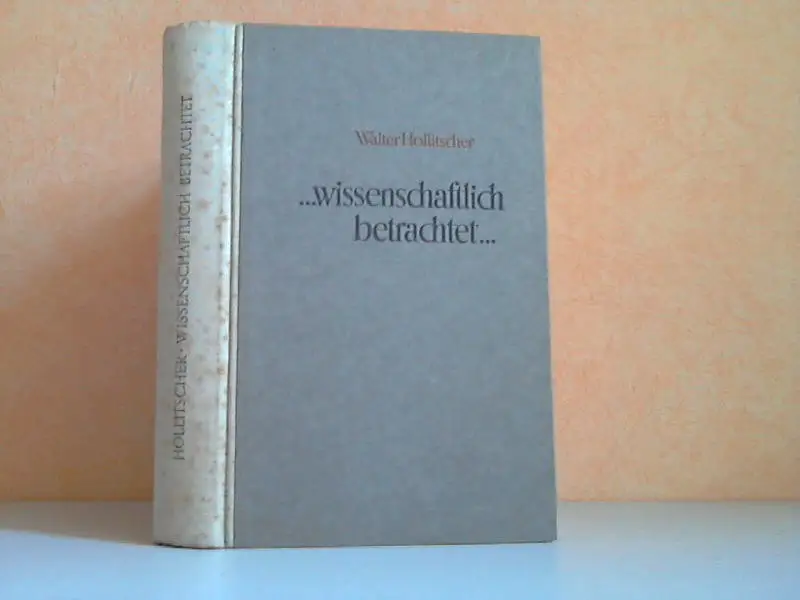 HOLLITSCHER · WISSENSCHAFTLICH BETRACHTET
Walter Hollitscher
...wissenschaftlich
betrachtet...